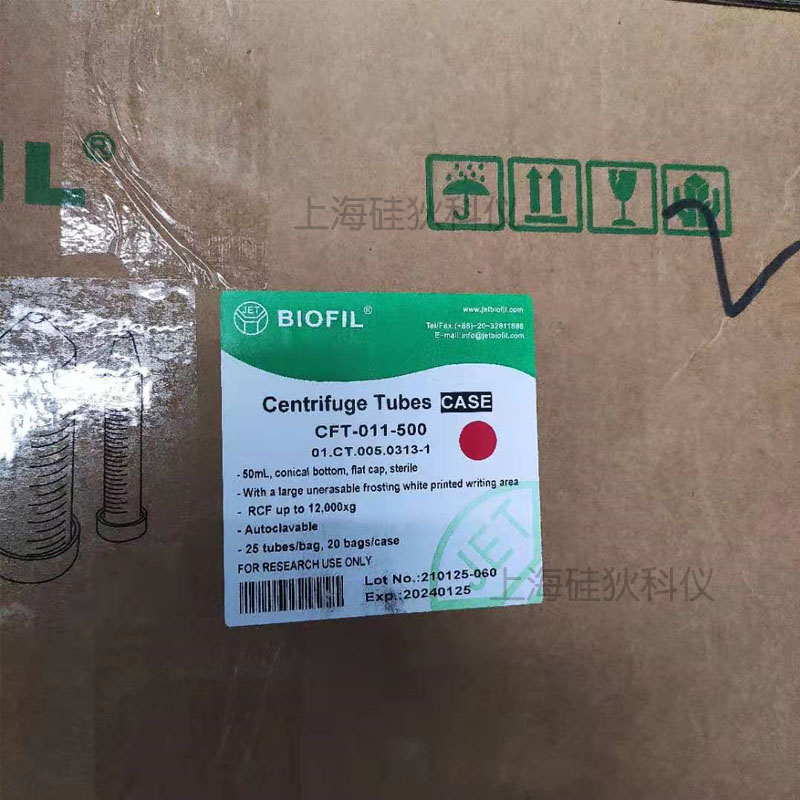 IL®
上海硅狄科仪
JET BIOFIL®
www.jetbiofil.com
Tel/Fax:(+86)-20-32811888
E-mail:info@jetbiofil.com
Centrifuge Tubes CASE
CFT-011-500
01.CT.005.0313-1
- 50mL, conical bottom, flat cap, sterile
- With a large unerasable frosting white printed writing area
- RCF up to 12,000xg
- Autoclavable
- 25 tubes/bag, 20 bags/case
FOR RESEARCH USE ONLY
JET
Lot No.:210125-060
Exp.:20240125
上海硅狄科仪